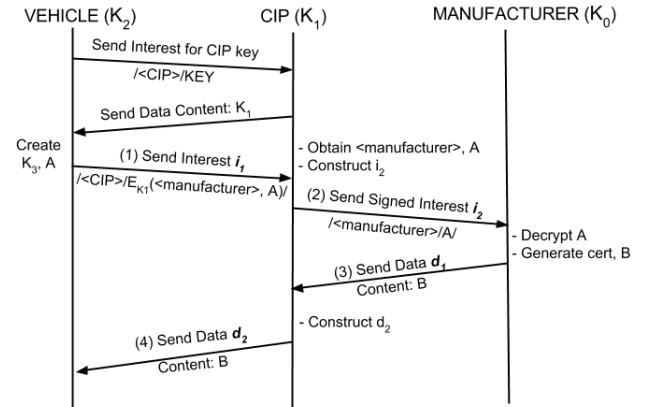 VEHICLE (K2) CIP (K1) MANUFACTURER (K0)
Send Interest for CIP key
/<CIP>/KEY
Send Data Content: K1
Create
K3, A
- Obtain <manufacturer>, A
- Construct i2
(1) Send Interest i1
/<CIP>/EK1(<manufacturer>, A)/
(2) Send Signed Interest i2
/<manufacturer>/A/
- Decrypt A
- Generate cert, B
(3) Send Data d1
Content: B
- Construct d2
(4) Send Data d2
Content: B